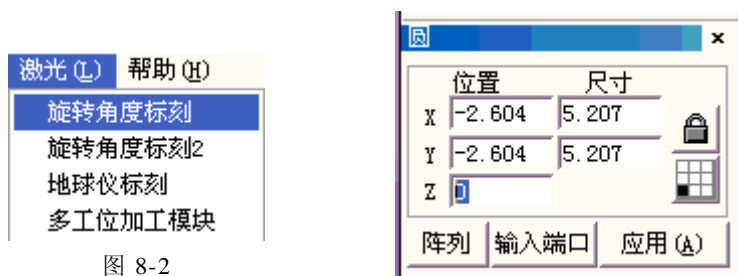 激光(L) 帮助(H)
旋转角度标刻
旋转角度标刻2
地球仪标刻
多工位加工模块
图 8-2
圆
位置 尺寸
X -2.604 5.207
Y -2.604 5.207
Z 0
阵列 输入端口 应用(A)